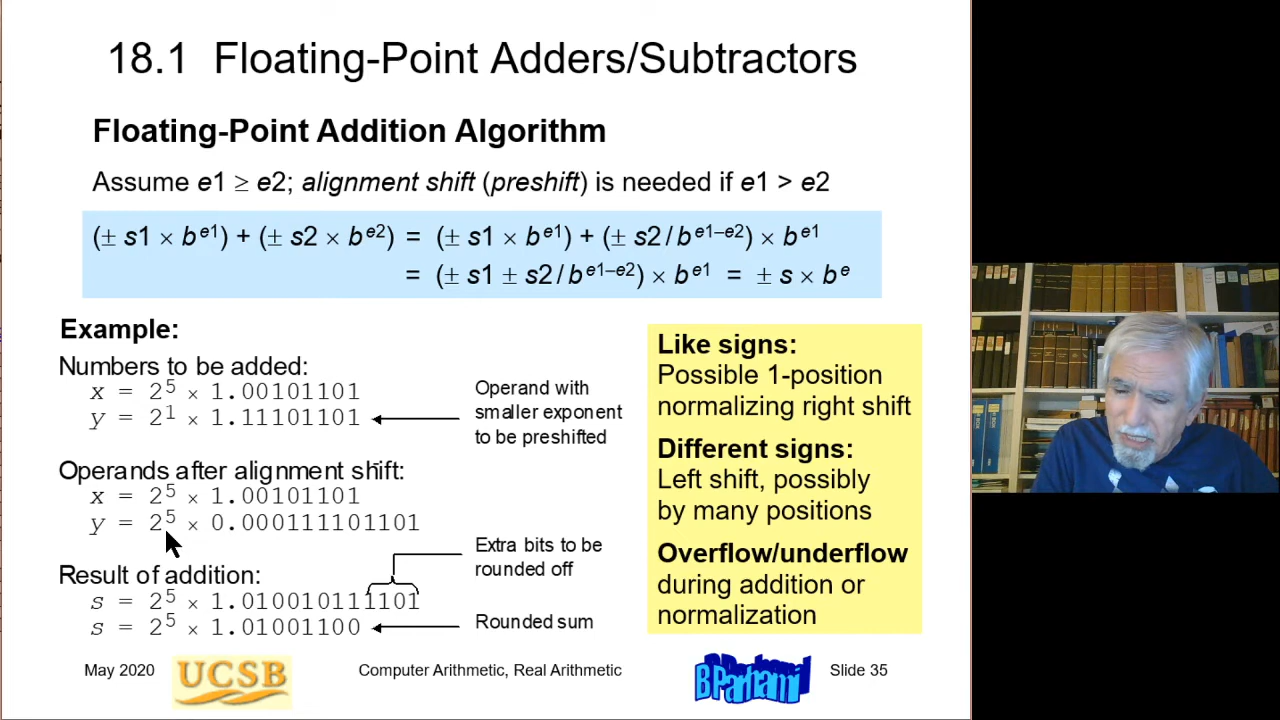 18.1 Floating-Point Adders/Subtractors
Floating-Point Addition Algorithm
Assume e1 ≥ e2; alignment shift (preshift) is needed if e1 > e2
(± s1 × b^e1) + (± s2 × b^e2) = (± s1 × b^e1) + (± s2 / b^e1–e2) × b^e1
= (± s1 ± s2 / b^e1–e2) × b^e1 = ± s × b^e
Example:
Numbers to be added:
x = 2^5 × 1.00101101
y = 2^1 × 1.11101101
Operand with
smaller exponent
to be preshifted
Operands after alignment shift:
x = 2^5 × 1.00101101
y = 2^5 × 0.000111101101
Extra bits to be
rounded off
Result of addition:
s = 2^5 × 1.010010111101
s = 2^5 × 1.01001100
Rounded sum
Like signs:
Possible 1-position
normalizing right shift
Different signs:
Left shift, possibly
by many positions
Overflow/underflow
during addition or
normalization
May 2020
UCSB
Computer Arithmetic, Real Arithmetic
B Parhami
Slide 35